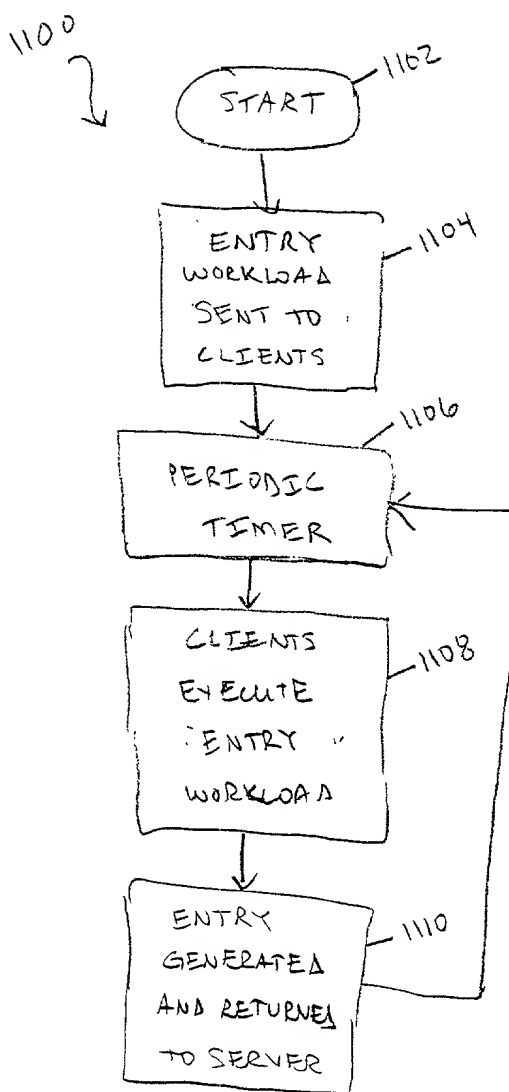 1100
1102
START
1104
ENTRY
WORKLOAD
SENT TO
CLIENTS
1106
PERIODIC
TIMER
1108
CLIENTS
EXECUTE
ENTRY
WORKLOAD
1110
ENTRY
GENERATED
AND RETURNED
TO SERVER